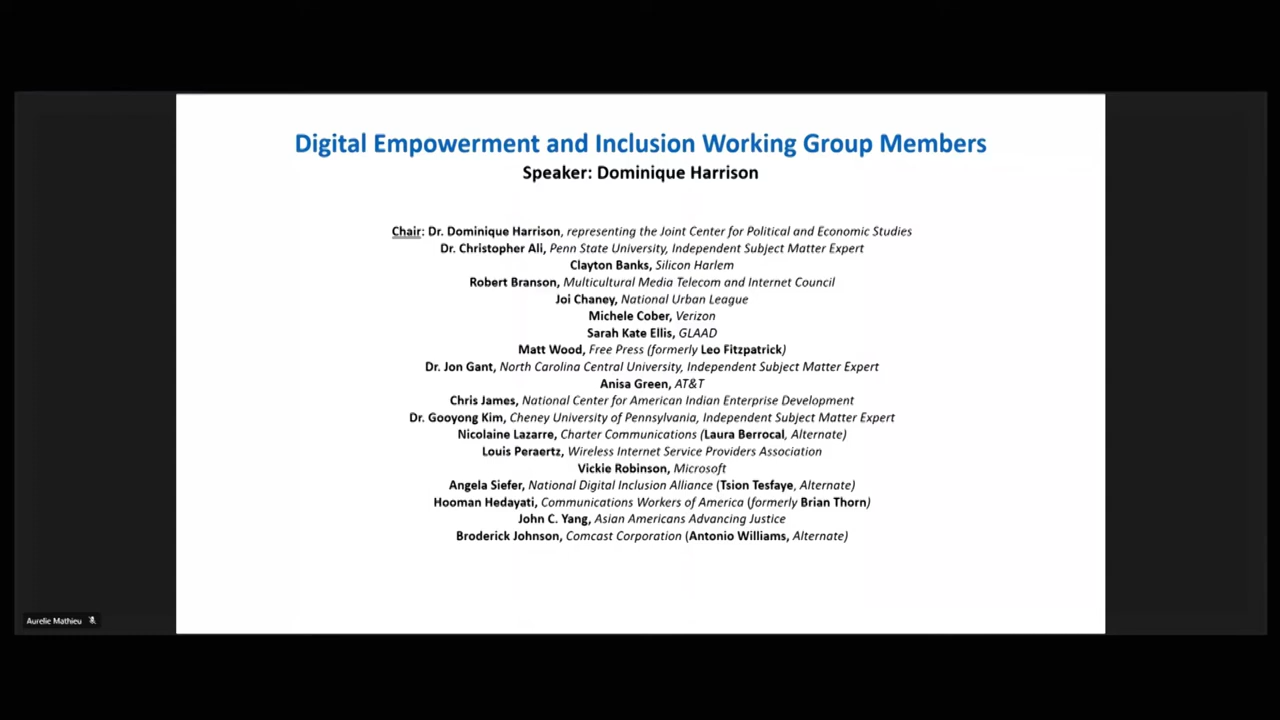 Digital Empowerment and Inclusion Working Group Members
Speaker: Dominique Harrison
Chair: Dr. Dominique Harrison, representing the Joint Center for Political and Economic Studies
Dr. Christopher Ali, Penn State University, Independent Subject Matter Expert
Clayton Banks, Silicon Harlem
Robert Branson, Multicultural Media Telecom and Internet Council
Joi Chaney, National Urban League
Michele Cober, Verizon
Sarah Kate Ellis, GLAAD
Matt Wood, Free Press (formerly Leo Fitzpatrick)
Dr. Jon Gant, North Carolina Central University, Independent Subject Matter Expert
Anisa Green, AT&T
Chris James, National Center for American Indian Enterprise Development
Dr. Gooyong Kim, Cheney University of Pennsylvania, Independent Subject Matter Expert
Nicolaine Lazarre, Charter Communications (Laura Berrocal, Alternate)
Louis Peraertz, Wireless Internet Service Providers Association
Vickie Robinson, Microsoft
Angela Siefer, National Digital Inclusion Alliance (Tsion Tesfaye, Alternate)
Hooman Hedayati, Communications Workers of America (formerly Brian Thorn)
John C. Yang, Asian Americans Advancing Justice
Broderick Johnson, Comcast Corporation (Antonio Williams, Alternate)
Aurelie Mathieu